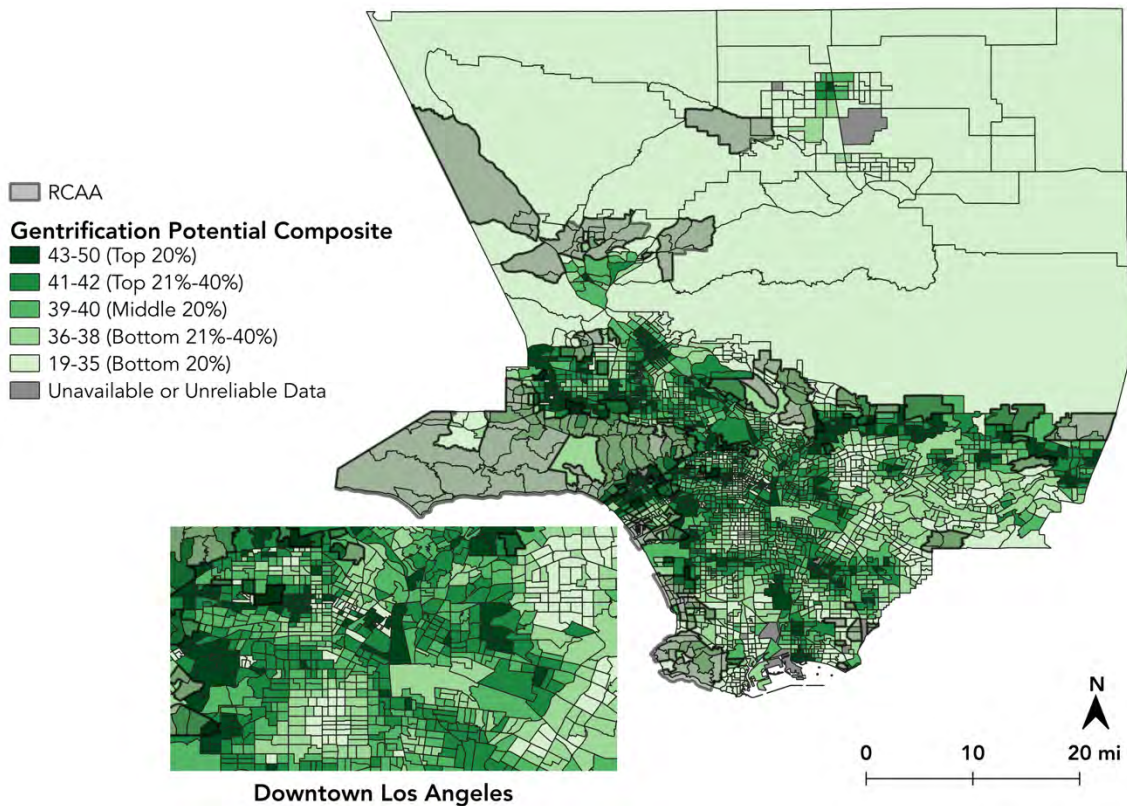 RCAA
Gentrification Potential Composite
43-50 (Top 20%)
41-42 (Top 21%-40%)
39-40 (Middle 20%)
36-38 (Bottom 21%-40%)
19-35 (Bottom 20%)
Unavailable or Unreliable Data
N
0 10 20 mi
Downtown Los Angeles